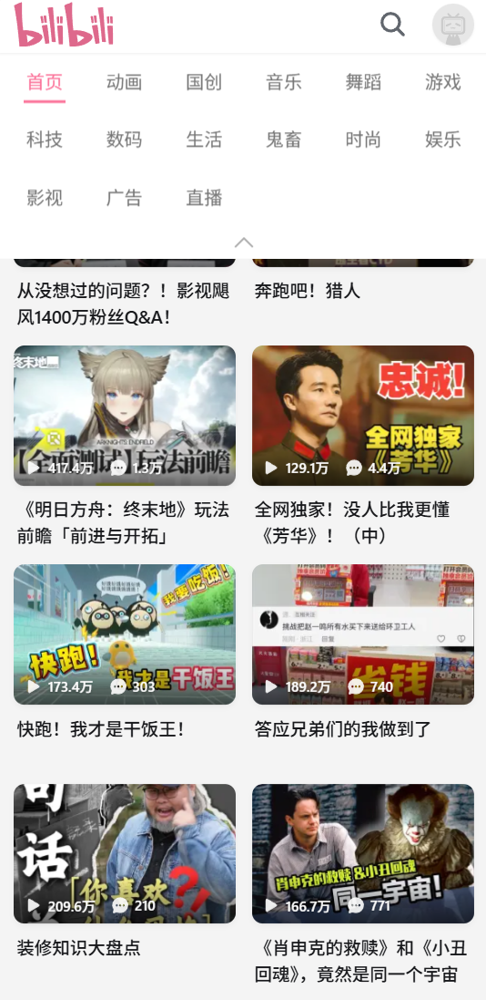 bilibili
首页 动画 国创 音乐 舞蹈 游戏
科技 数码 生活 鬼畜 时尚 娱乐
影视 广告 直播
从没想过的问题？！影视飓
风1400万粉丝Q&A！
奔跑吧！猎人
终末地
ARKNIGHTS ENDFIELD
【全面测试】玩法前瞻
417.4万 1.3万
《明日方舟：终末地》玩法
前瞻「前进与开拓」
忠诚！
全网独家
《芳华》
129.1万 4.4万
全网独家！没人比我更懂
《芳华》！（中）
我要吃饭！
快跑！
我才是干饭王
173.4万 303
快跑！我才是干饭王！
挑战把赵一鸣所有水买下来送给环卫工人
回复
省钱
189.2万 740
答应兄弟们的我做到了
句
话
你喜欢？！
209.6万 210
装修知识大盘点
肖申克的救赎&小丑回魂
同一宇宙！
166.7万 771
《肖申克的救赎》和《小丑
回魂》，竟然是同一个宇宙